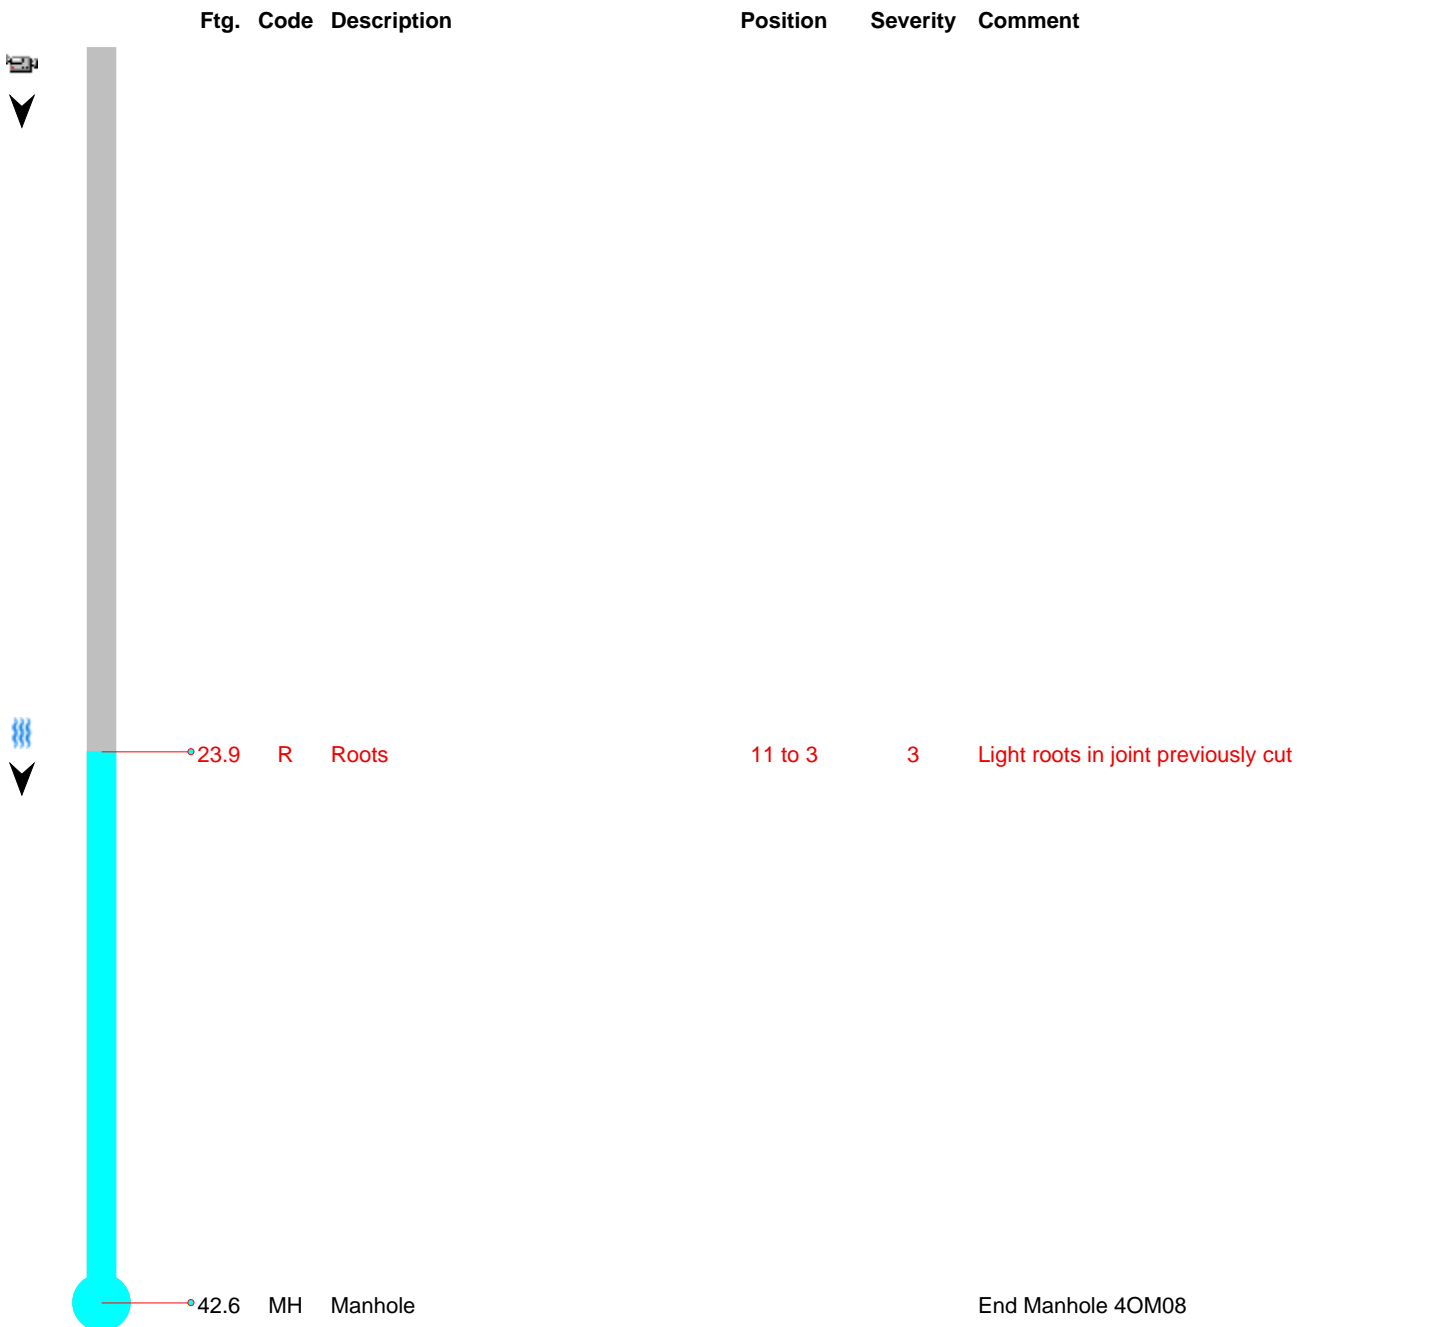 Ftg. Code Description Position Severity Comment
23.9 R Roots 11 to 3 3 Light roots in joint previously cut
42.6 MH Manhole End Manhole 4OM08